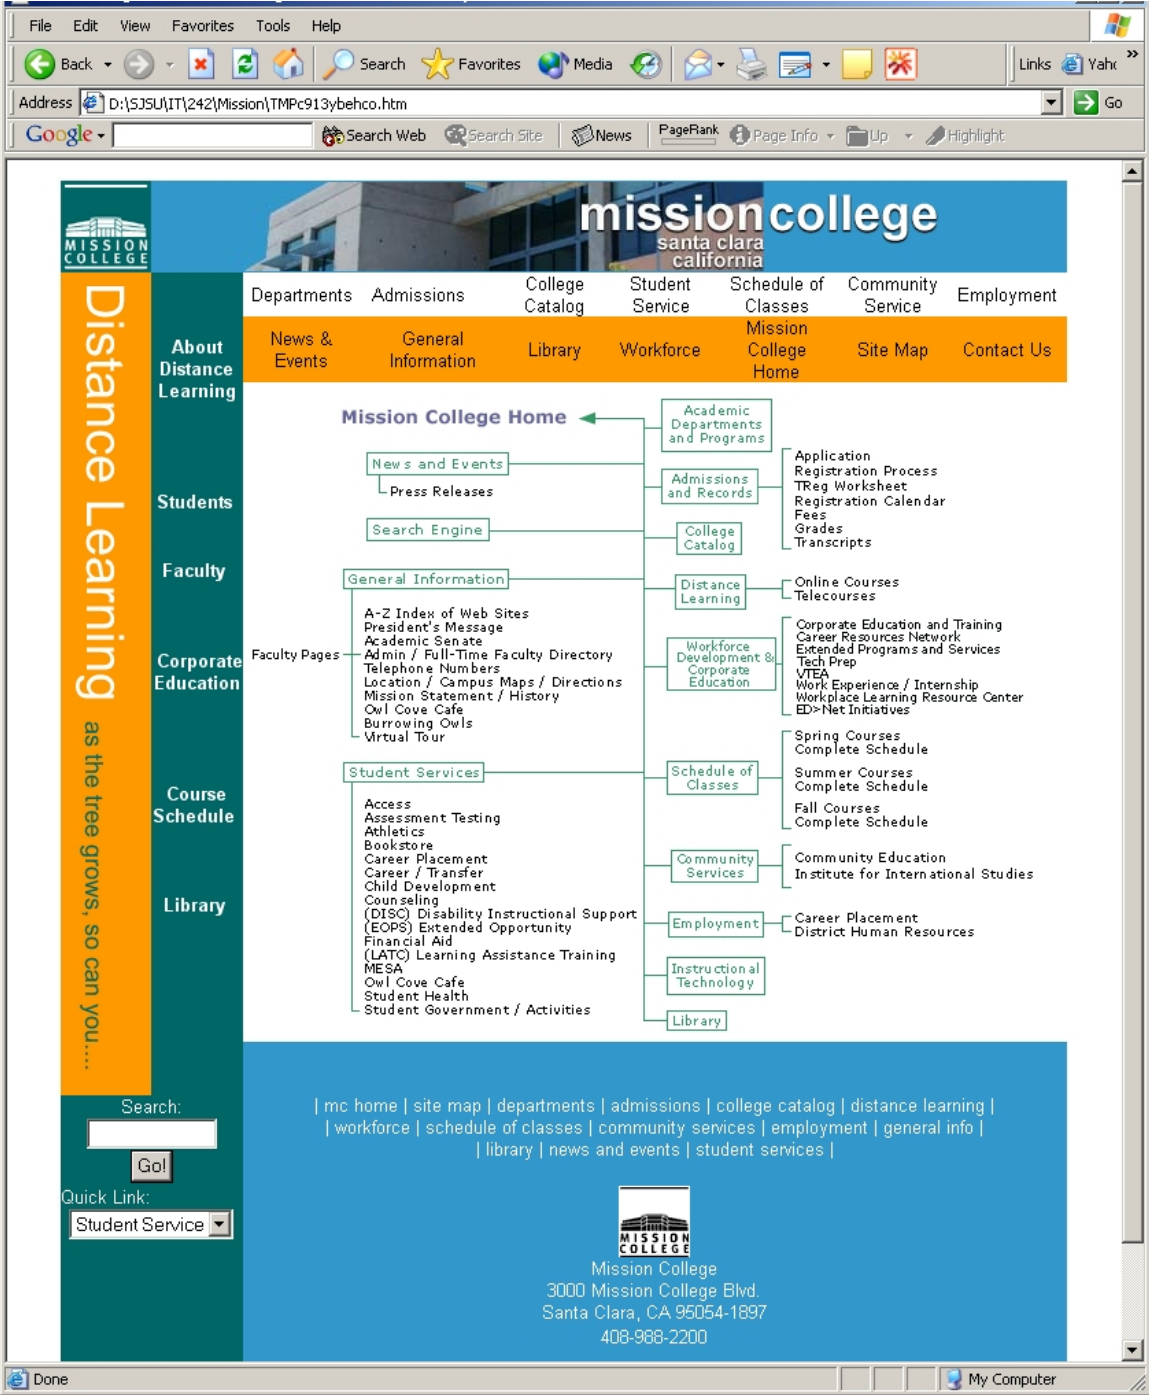 File Edit View Favorites Tools Help
Back Search Favorites Media Links Yah
Address D:\SJSU\IT\242\Mission\TMPc913ybehco.htm Go
Google Search Web Search Site News PageRank Page Info Up Highlight
MISSION
COLLEGE
missioncollege
santa clara
california
Departments
Admissions
College
Catalog
Student
Service
Schedule of
Classes
Community
Service
Employment
News &
Events
General
Information
Library
Workforce
Mission
College
Home
Site Map
Contact Us
Distance Learning as the tree grows, so can you....
About
Distance
Learning
Students
Faculty
Corporate
Education
Course
Schedule
Library
Mission College Home
News and Events
Press Releases
Search Engine
General Information
Faculty Pages
A-Z Index of Web Sites
President's Message
Academic Senate
Admin / Full-Time Faculty Directory
Telephone Numbers
Location / Campus Maps / Directions
Mission Statement / History
Owl Cove Cafe
Burrowing Owls
Virtual Tour
Student Services
Access
Assessment Testing
Athletics
Bookstore
Career Placement
Career / Transfer
Child Development
Counseling
(DISC) Disability Instructional Support
(EOPS) Extended Opportunity
Financial Aid
(LATC) Learning Assistance Training
MESA
Owl Cove Cafe
Student Health
Student Government / Activities
Academic
Departments
and Programs
Admissions
and Records
Application
Registration Process
TReg Worksheet
Registration Calendar
Fees
Grades
Transcripts
College
Catalog
Distance
Learning
Online Courses
Telecourses
Workforce
Development &
Corporate
Education
Corporate Education and Training
Career Resources Network
Extended Programs and Services
Tech Prep
VTEA
Work Experience / Internship
Workplace Learning Resource Center
ED>Net Initiatives
Schedule of
Classes
Spring Courses
Complete Schedule
Summer Courses
Complete Schedule
Fall Courses
Complete Schedule
Community
Services
Community Education
Institute for International Studies
Employment
Career Placement
District Human Resources
Instructional
Technology
Library
Search:
Go!
Quick Link:
Student Service
| mc home | site map | departments | admissions | college catalog | distance learning |
| workforce | schedule of classes | community services | employment | general info |
| library | news and events | student services |
MISSION
COLLEGE
Mission College
3000 Mission College Blvd.
Santa Clara, CA 95054-1897
408-988-2200
Done My Computer